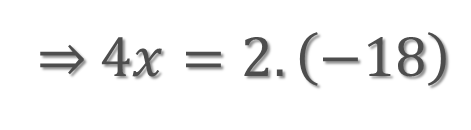 ⇒ 4𝑥 = 2. (−18)